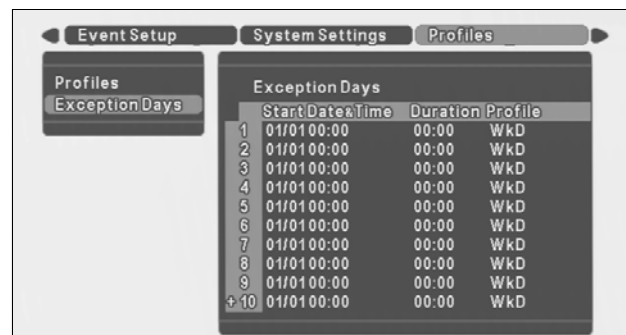 Event Setup System Settings Profiles
Profiles
Exception Days
Exception Days
Start Date&Time Duration Profile
1 01/01 00:00 00:00 WkD
2 01/01 00:00 00:00 WkD
3 01/01 00:00 00:00 WkD
4 01/01 00:00 00:00 WkD
5 01/01 00:00 00:00 WkD
6 01/01 00:00 00:00 WkD
7 01/01 00:00 00:00 WkD
8 01/01 00:00 00:00 WkD
9 01/01 00:00 00:00 WkD
+ 10 01/01 00:00 00:00 WkD